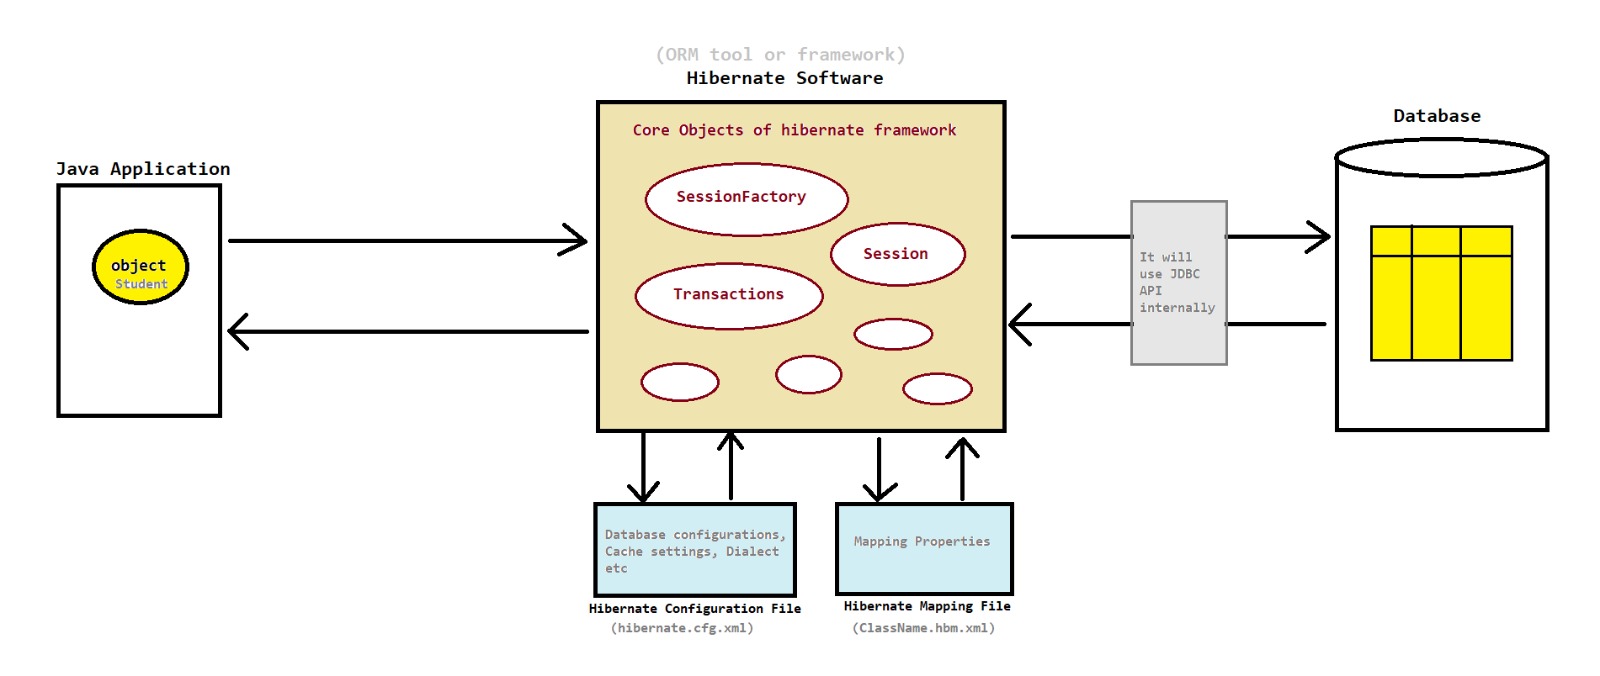 (ORM tool or framework)
Hibernate Software
Core Objects of hibernate framework
SessionFactory
Session
Transactions
Java Application
object
Student
Database
It will
use JDBC
API
internally
Database configurations,
Cache settings, Dialect
etc
Hibernate Configuration File
(hibernate.cfg.xml)
Mapping Properties
Hibernate Mapping File
(ClassName.hbm.xml)